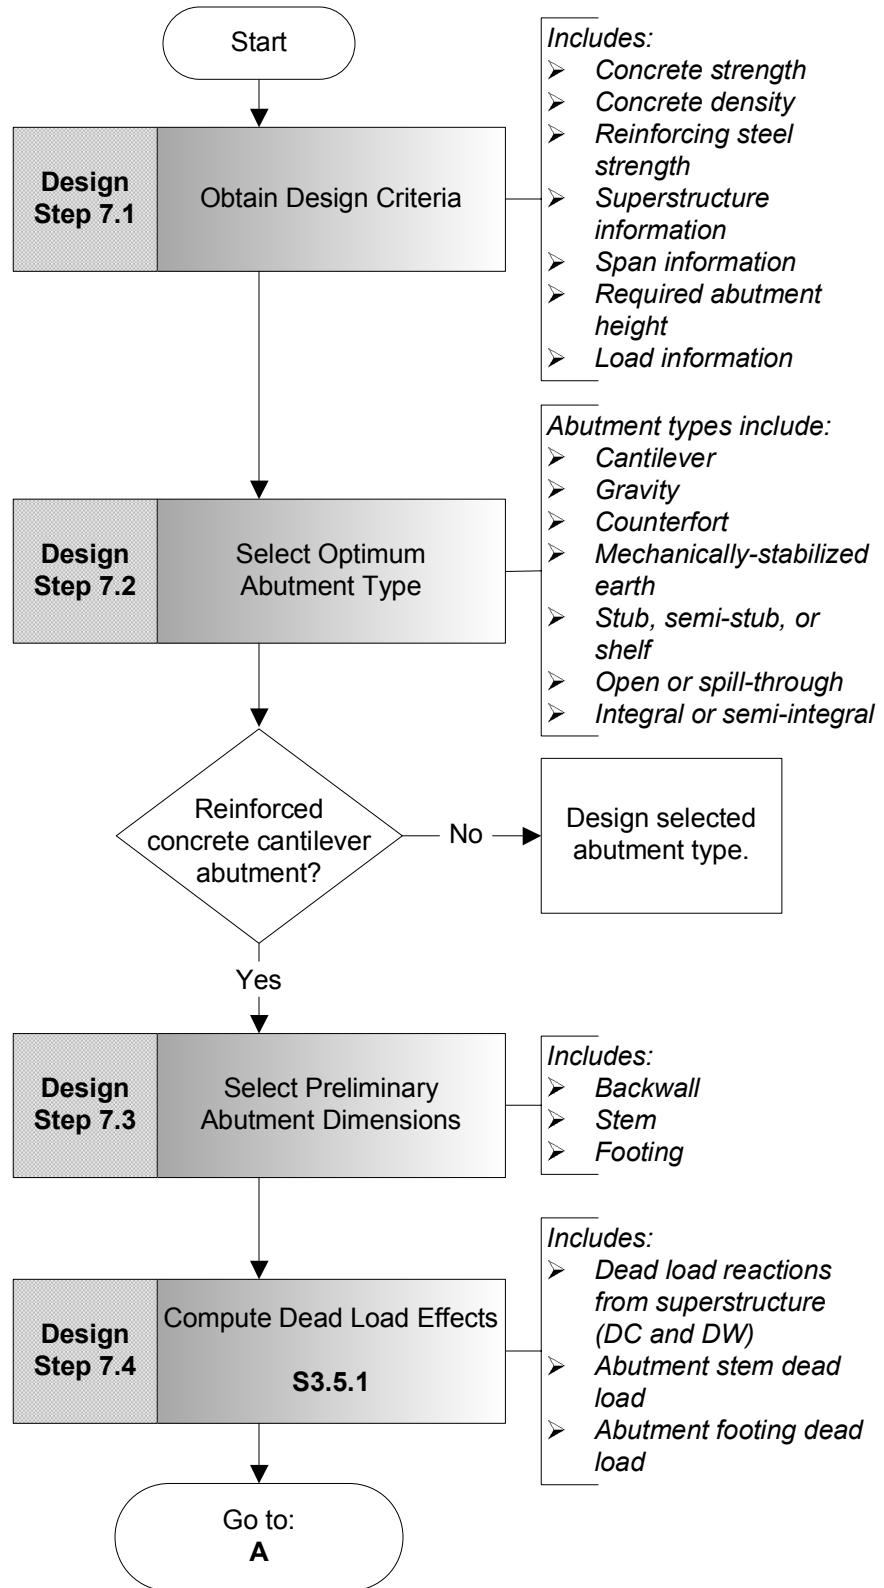 Start
Includes:
➢ Concrete strength
➢ Concrete density
➢ Reinforcing steel
strength
➢ Superstructure
information
➢ Span information
➢ Required abutment
height
➢ Load information
Design
Step 7.1
Obtain Design Criteria
Abutment types include:
➢ Cantilever
➢ Gravity
➢ Counterfort
➢ Mechanically-stabilized
earth
➢ Stub, semi-stub, or
shelf
➢ Open or spill-through
➢ Integral or semi-integral
Design
Step 7.2
Select Optimum
Abutment Type
Reinforced
concrete cantilever
abutment?
No
Design selected
abutment type.
Yes
Design
Step 7.3
Select Preliminary
Abutment Dimensions
Includes:
➢ Backwall
➢ Stem
➢ Footing
Design
Step 7.4
Compute Dead Load Effects
S3.5.1
Includes:
➢ Dead load reactions
from superstructure
(DC and DW)
➢ Abutment stem dead
load
➢ Abutment footing dead
load
Go to:
A